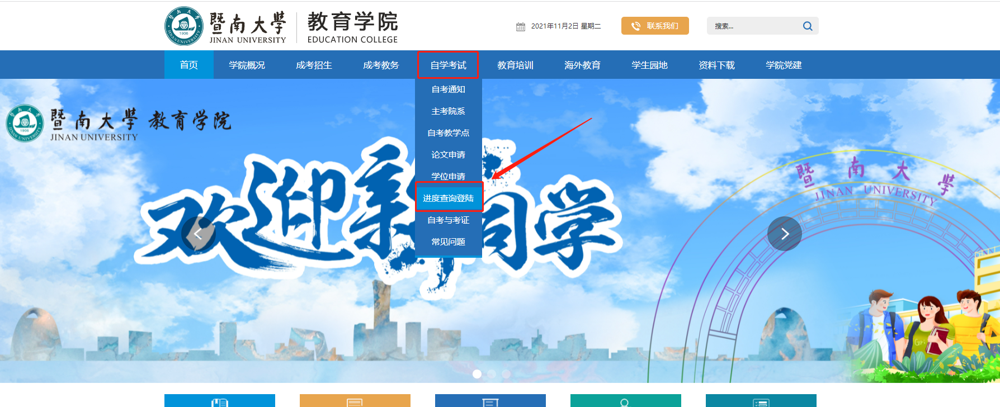 暨南大學
JINAN UNIVERSITY
1906
教育学院
EDUCATION COLLEGE
2021年11月2日 星期二
联系我们
搜索...
首页 学院概况 成考招生 成考教务 自学考试 教育培训 海外教育 学生园地 资料下载 学院党建
自考通知
主考院系
自考教学点
论文申请
学位申请
进度查询登陆
自考与考证
常见问题
暨南大學 教育学院
JINAN UNIVERSITY
1906
欢迎新同学
暨南大學
JINAN UNIVERSITY